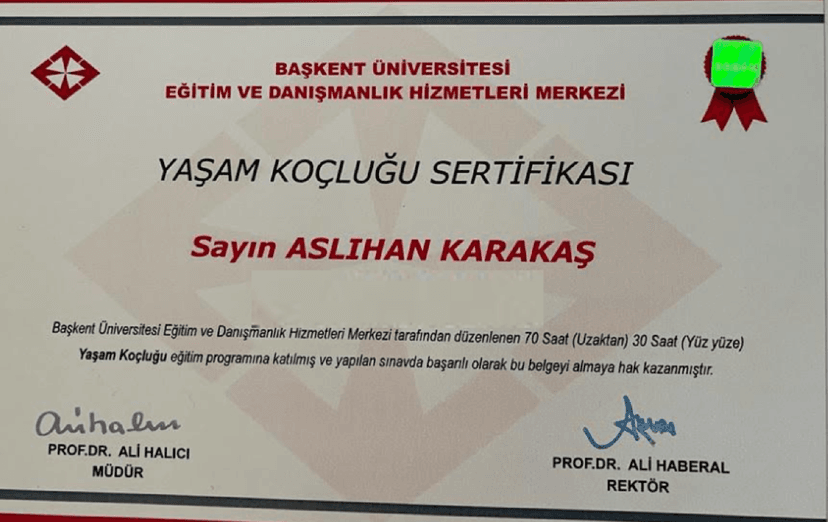 BAŞKENT ÜNİVERSİTESİ
EĞİTİM VE DANIŞMANLIK HİZMETLERİ MERKEZİ
YAŞAM KOÇLUĞU SERTİFİKASI
Sayın ASLIHAN KARAKAŞ
Başkent Üniversitesi Eğitim ve Danışmanlık Hizmetleri Merkezi tarafından düzenlenen 70 Saat (Uzaktan) 30 Saat (Yüz yüze)
Yaşam Koçluğu eğitim programına katılmış ve yapılan sınavda başarılı olarak bu belgeyi almaya hak kazanmıştır.
PROF.DR. ALİ HALICI
MÜDÜR
PROF.DR. ALİ HABERAL
REKTÖR